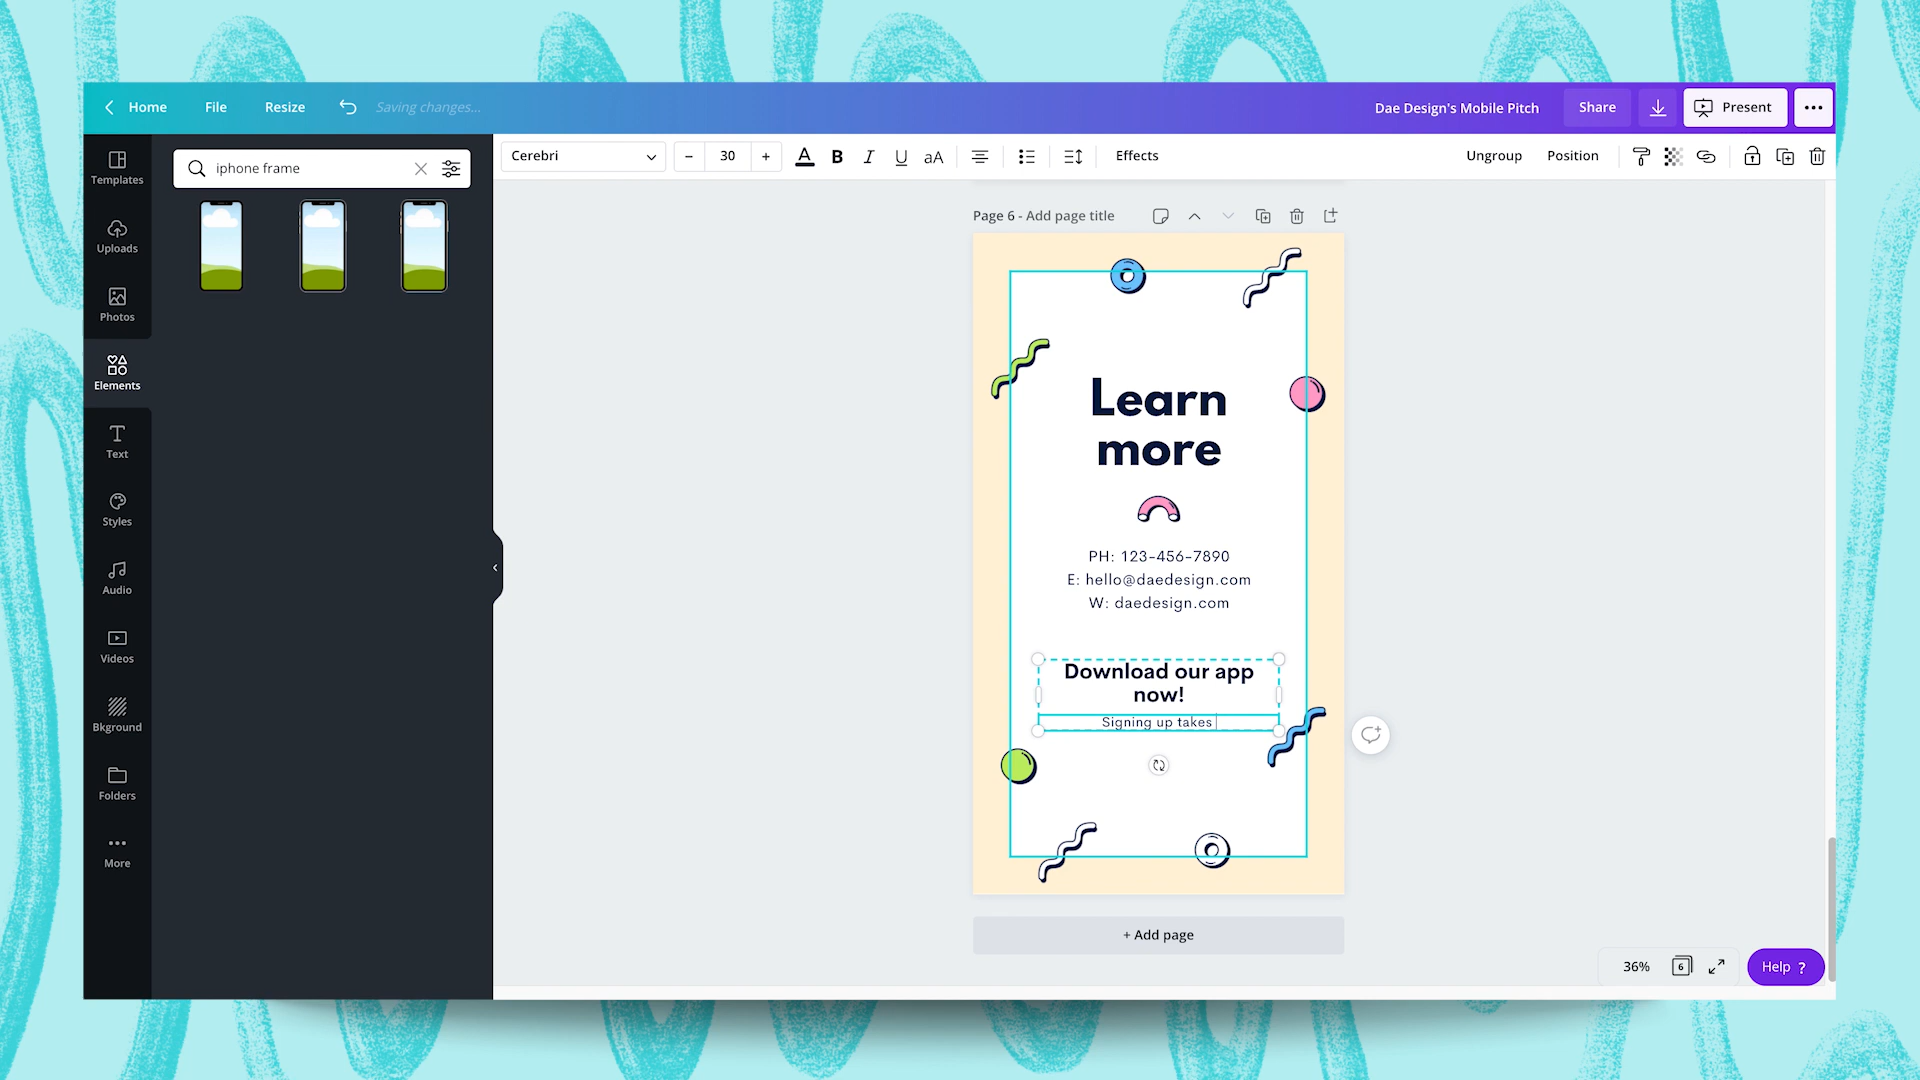 Home
File
Resize
Saving changes...
Dae Design's Mobile Pitch
Share
Present
Templates
Uploads
Photos
Elements
Text
Styles
Audio
Videos
Bkground
Folders
More
iphone frame
Cerebri
- 30 +
A B I U aA
Effects
Ungroup
Position
Page 6 - Add page title
Learn
more
PH: 123-456-7890
E: hello@daedesign.com
W: daedesign.com
Download our app
now!
Signing up takes
+ Add page
36%
6
Help ?